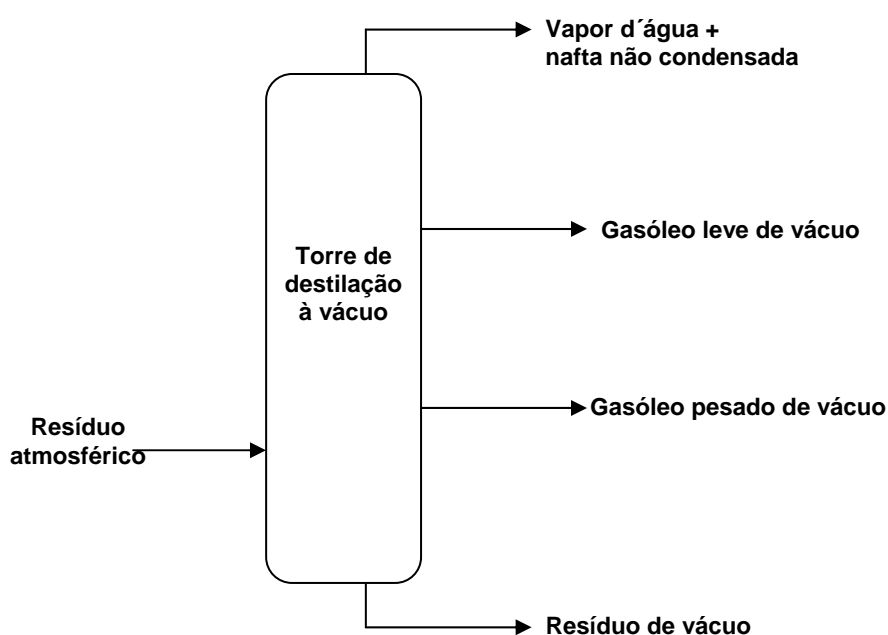 Vapor d´água +
nafta não condensada
Gasóleo leve de vácuo
Torre de
destilação
à vácuo
Gasóleo pesado de vácuo
Resíduo
atmosférico
Resíduo de vácuo